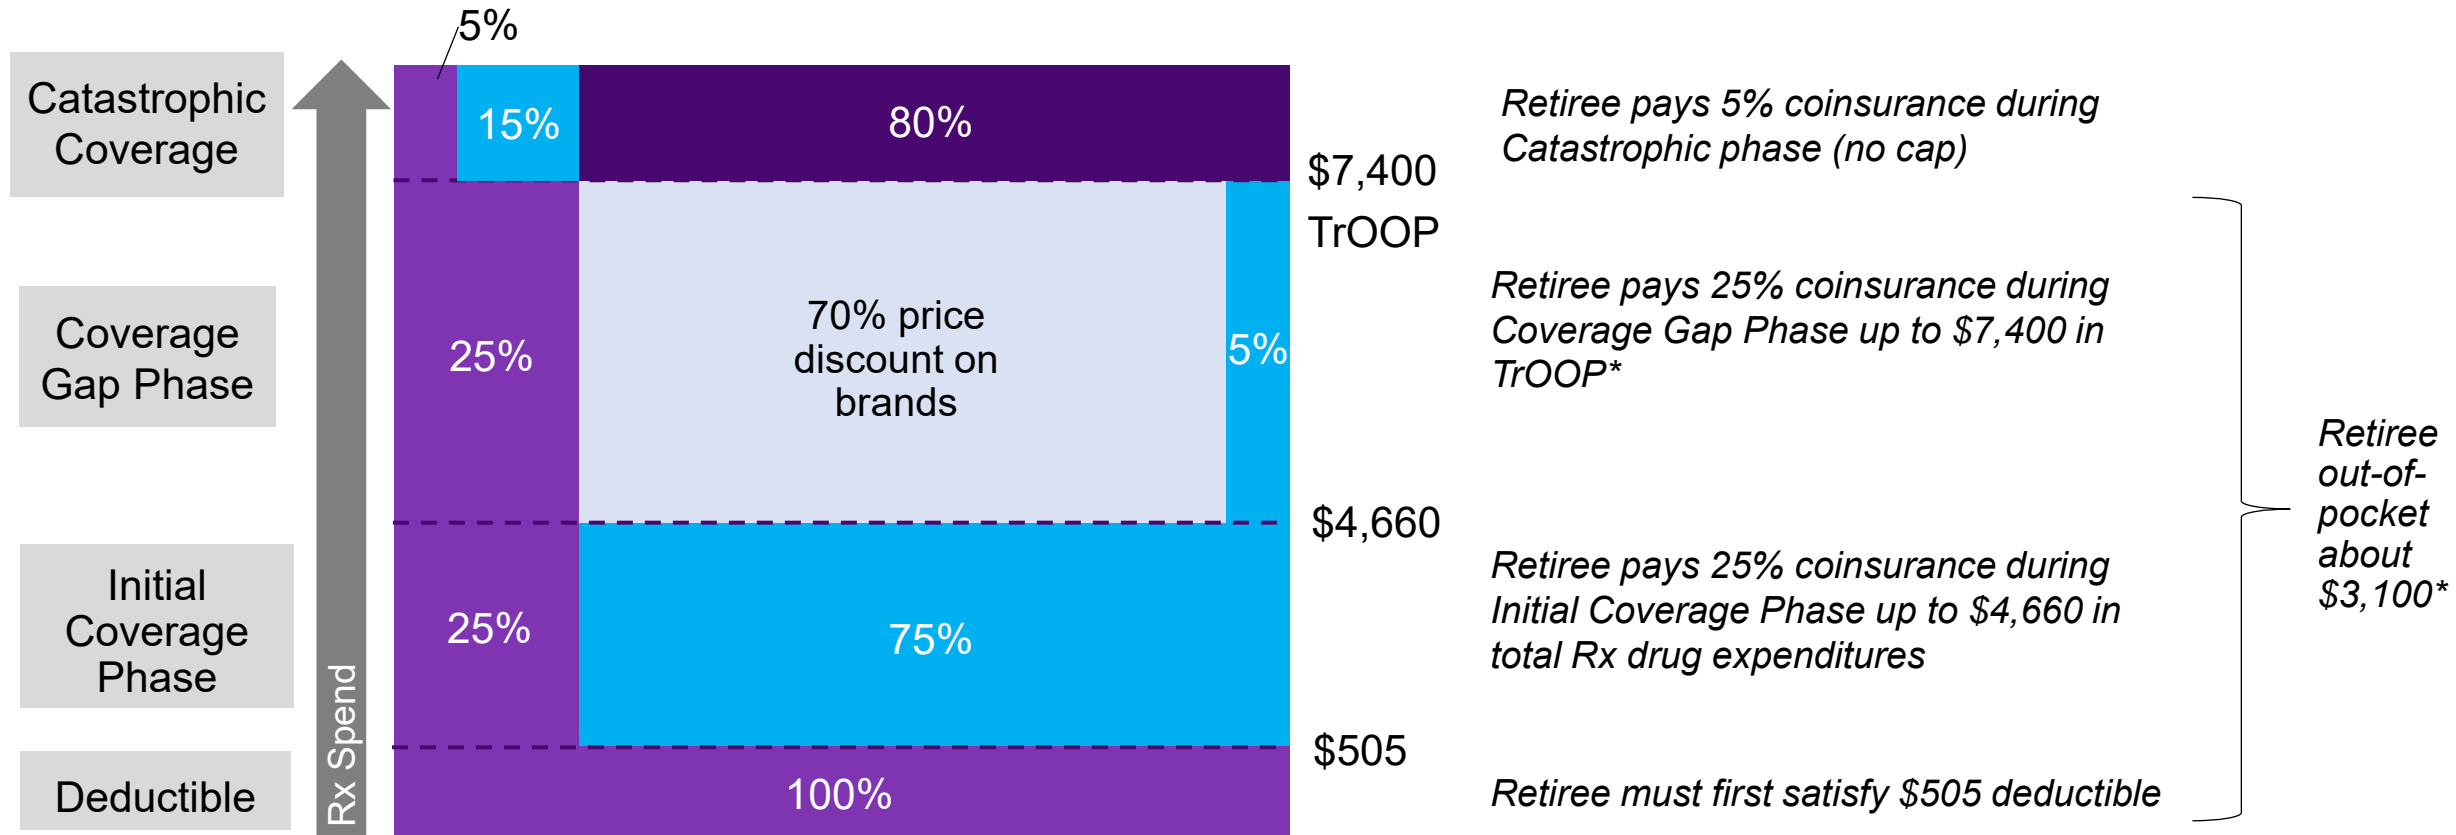 5%
Catastrophic
Coverage
15%
80%
Retiree pays 5% coinsurance during
Catastrophic phase (no cap)
$7,400
TrOOP
Coverage
Gap Phase
25%
70% price
discount on
brands
5%
Retiree pays 25% coinsurance during
Coverage Gap Phase up to $7,400 in
TrOOP*
Retiree
out-of-
pocket
about
$3,100*
$4,660
Initial
Coverage
Phase
25%
75%
Retiree pays 25% coinsurance during
Initial Coverage Phase up to $4,660 in
total Rx drug expenditures
Rx Spend
$505
Deductible
100%
Retiree must first satisfy $505 deductible